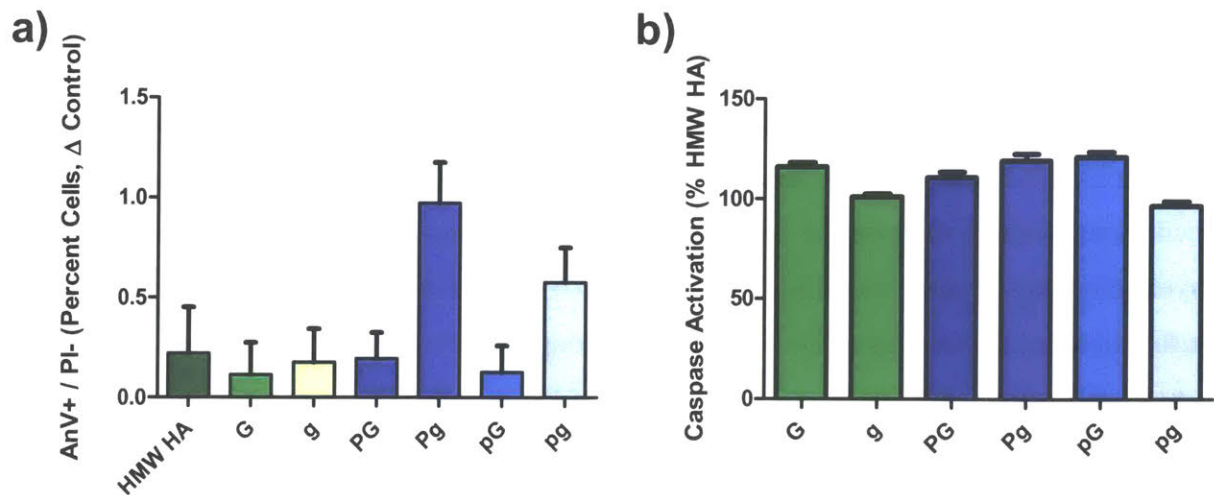 a)
AnV+ / PI- (Percent Cells, Δ Control)
1.5
1.0
0.5
0.0
HMW HA
G
g
PG
Pg
pG
pg
b)
Caspase Activation (% HMW HA)
150
100
50
0
G
g
PG
Pg
pG
pg